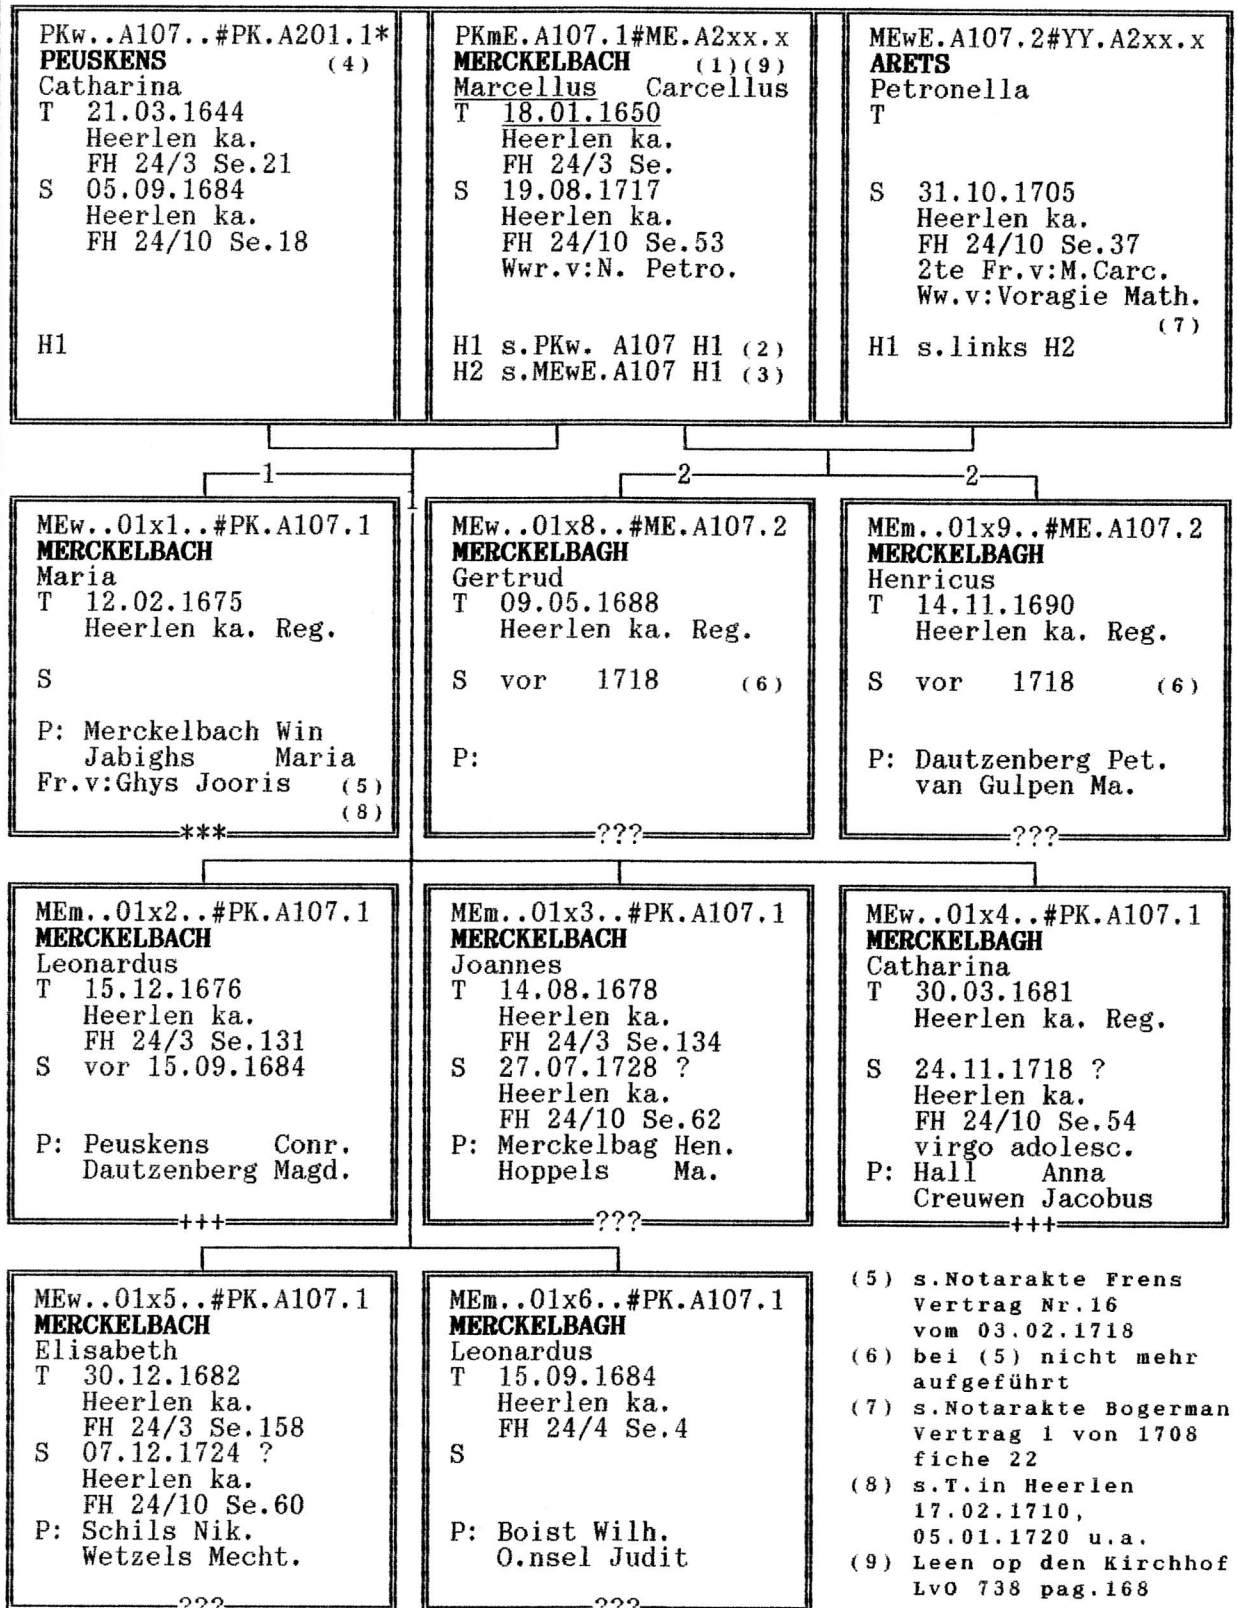 PKw..A107..#PK.A201.1*
PEUSKENS (4)
Catharina
T 21.03.1644
Heerlen ka.
FH 24/3 Se.21
S 05.09.1684
Heerlen ka.
FH 24/10 Se.18
H1
PKmE.A107.1#ME.A2xx.x
MERCKELBACH (1)(9)
Marcellus Carcellus
T 18.01.1650
Heerlen ka.
FH 24/3 Se.
S 19.08.1717
Heerlen ka.
FH 24/10 Se.53
Wwr.v:N. Petro.
H1 s.PKw. A107 H1 (2)
H2 s.MEwE.A107 H1 (3)
MEwE.A107.2#YY.A2xx.x
ARETS
Petronella
T
S 31.10.1705
Heerlen ka.
FH 24/10 Se.37
2te Fr.v:M.Carc.
Ww.v:Voragie Math.
(7)
H1 s.links H2
1
1
2
2
MEw..01x1..#PK.A107.1
MERCKELBACH
Maria
T 12.02.1675
Heerlen ka. Reg.
S
P: Merckelbach Win
Jabighs Maria
Fr.v:Ghys Jooris (5)
(8)
***
MEw..01x8..#ME.A107.2
MERCKELBAGH
Gertrud
T 09.05.1688
Heerlen ka. Reg.
S vor 1718 (6)
P:
???
MEm..01x9..#ME.A107.2
MERCKELBAGH
Henricus
T 14.11.1690
Heerlen ka. Reg.
S vor 1718 (6)
P: Dautzenberg Pet.
van Gulpen Ma.
???
MEm..01x2..#PK.A107.1
MERCKELBACH
Leonardus
T 15.12.1676
Heerlen ka.
FH 24/3 Se.131
S vor 15.09.1684
P: Peuskens Conr.
Dautzenberg Magd.
+++
MEm..01x3..#PK.A107.1
MERCKELBACH
Joannes
T 14.08.1678
Heerlen ka.
FH 24/3 Se.134
S 27.07.1728 ?
Heerlen ka.
FH 24/10 Se.62
P: Merckelbag Hen.
Hoppels Ma.
???
MEw..01x4..#PK.A107.1
MERCKELBAGH
Catharina
T 30.03.1681
Heerlen ka. Reg.
S 24.11.1718 ?
Heerlen ka.
FH 24/10 Se.54
virgo adolesc.
P: Hall Anna
Creuwen Jacobus
+++
MEw..01x5..#PK.A107.1
MERCKELBACH
Elisabeth
T 30.12.1682
Heerlen ka.
FH 24/3 Se.158
S 07.12.1724 ?
Heerlen ka.
FH 24/10 Se.60
P: Schils Nik.
Wetzels Mecht.
???
MEm..01x6..#PK.A107.1
MERCKELBAGH
Leonardus
T 15.09.1684
Heerlen ka.
FH 24/4 Se.4
S
P: Boist Wilh.
O.nsel Judit
???
(5) s.Notarakte Frens
Vertrag Nr.16
vom 03.02.1718
(6) bei (5) nicht mehr
aufgeführt
(7) s.Notarakte Bogerman
Vertrag 1 von 1708
fiche 22
(8) s.T.in Heerlen
17.02.1710,
05.01.1720 u.a.
(9) Leen op den Kirchhof
LvO 738 pag.168